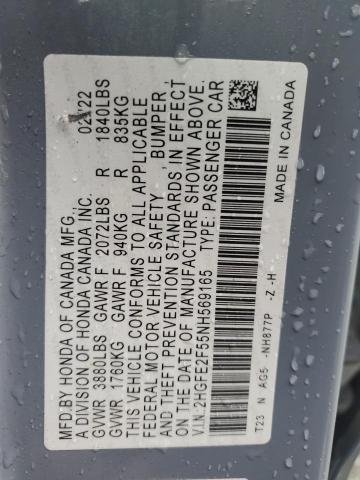 MFD. BY HONDA OF CANADA MFG.,
A DIVISION OF HONDA CANADA INC. 02/22
GVWR 3880LBS GAWR F 2072LBS R 1840LBS
GVWR 1760KG GAWR F 940KG R 835KG
THIS VEHICLE CONFORMS TO ALL APPLICABLE
FEDERAL MOTOR VEHICLE SAFETY , BUMPER ,
AND THEFT PREVENTION STANDARDS IN EFFECT
ON THE DATE OF MANUFACTURE SHOWN ABOVE.
V.I.N:2HGFE2F55NH569165 TYPE: PASSENGER CAR
T23 N AG5 -NH877P -Z -H MADE IN CANADA